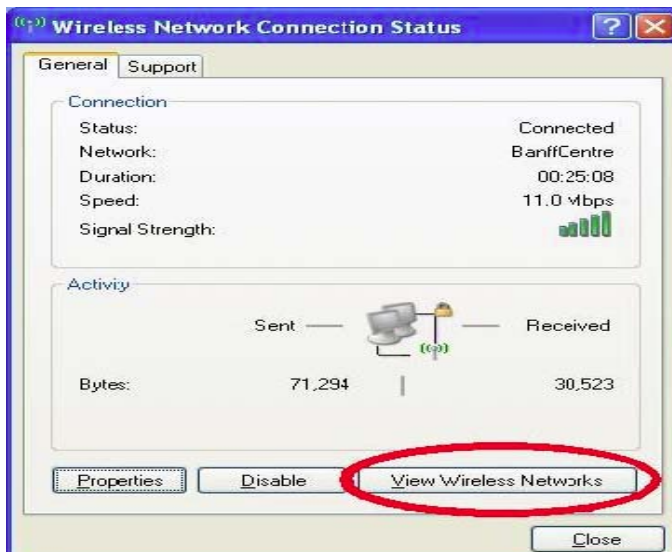 Wireless Network Connection Status
General Support
Connection
Status: Connected
Network: BanffCentre
Duration: 00:25:08
Speed: 11.0 Mbps
Signal Strength:
Activity
Sent Received
Bytes: 71,294 30,523
Properties Disable View Wireless Networks
Close